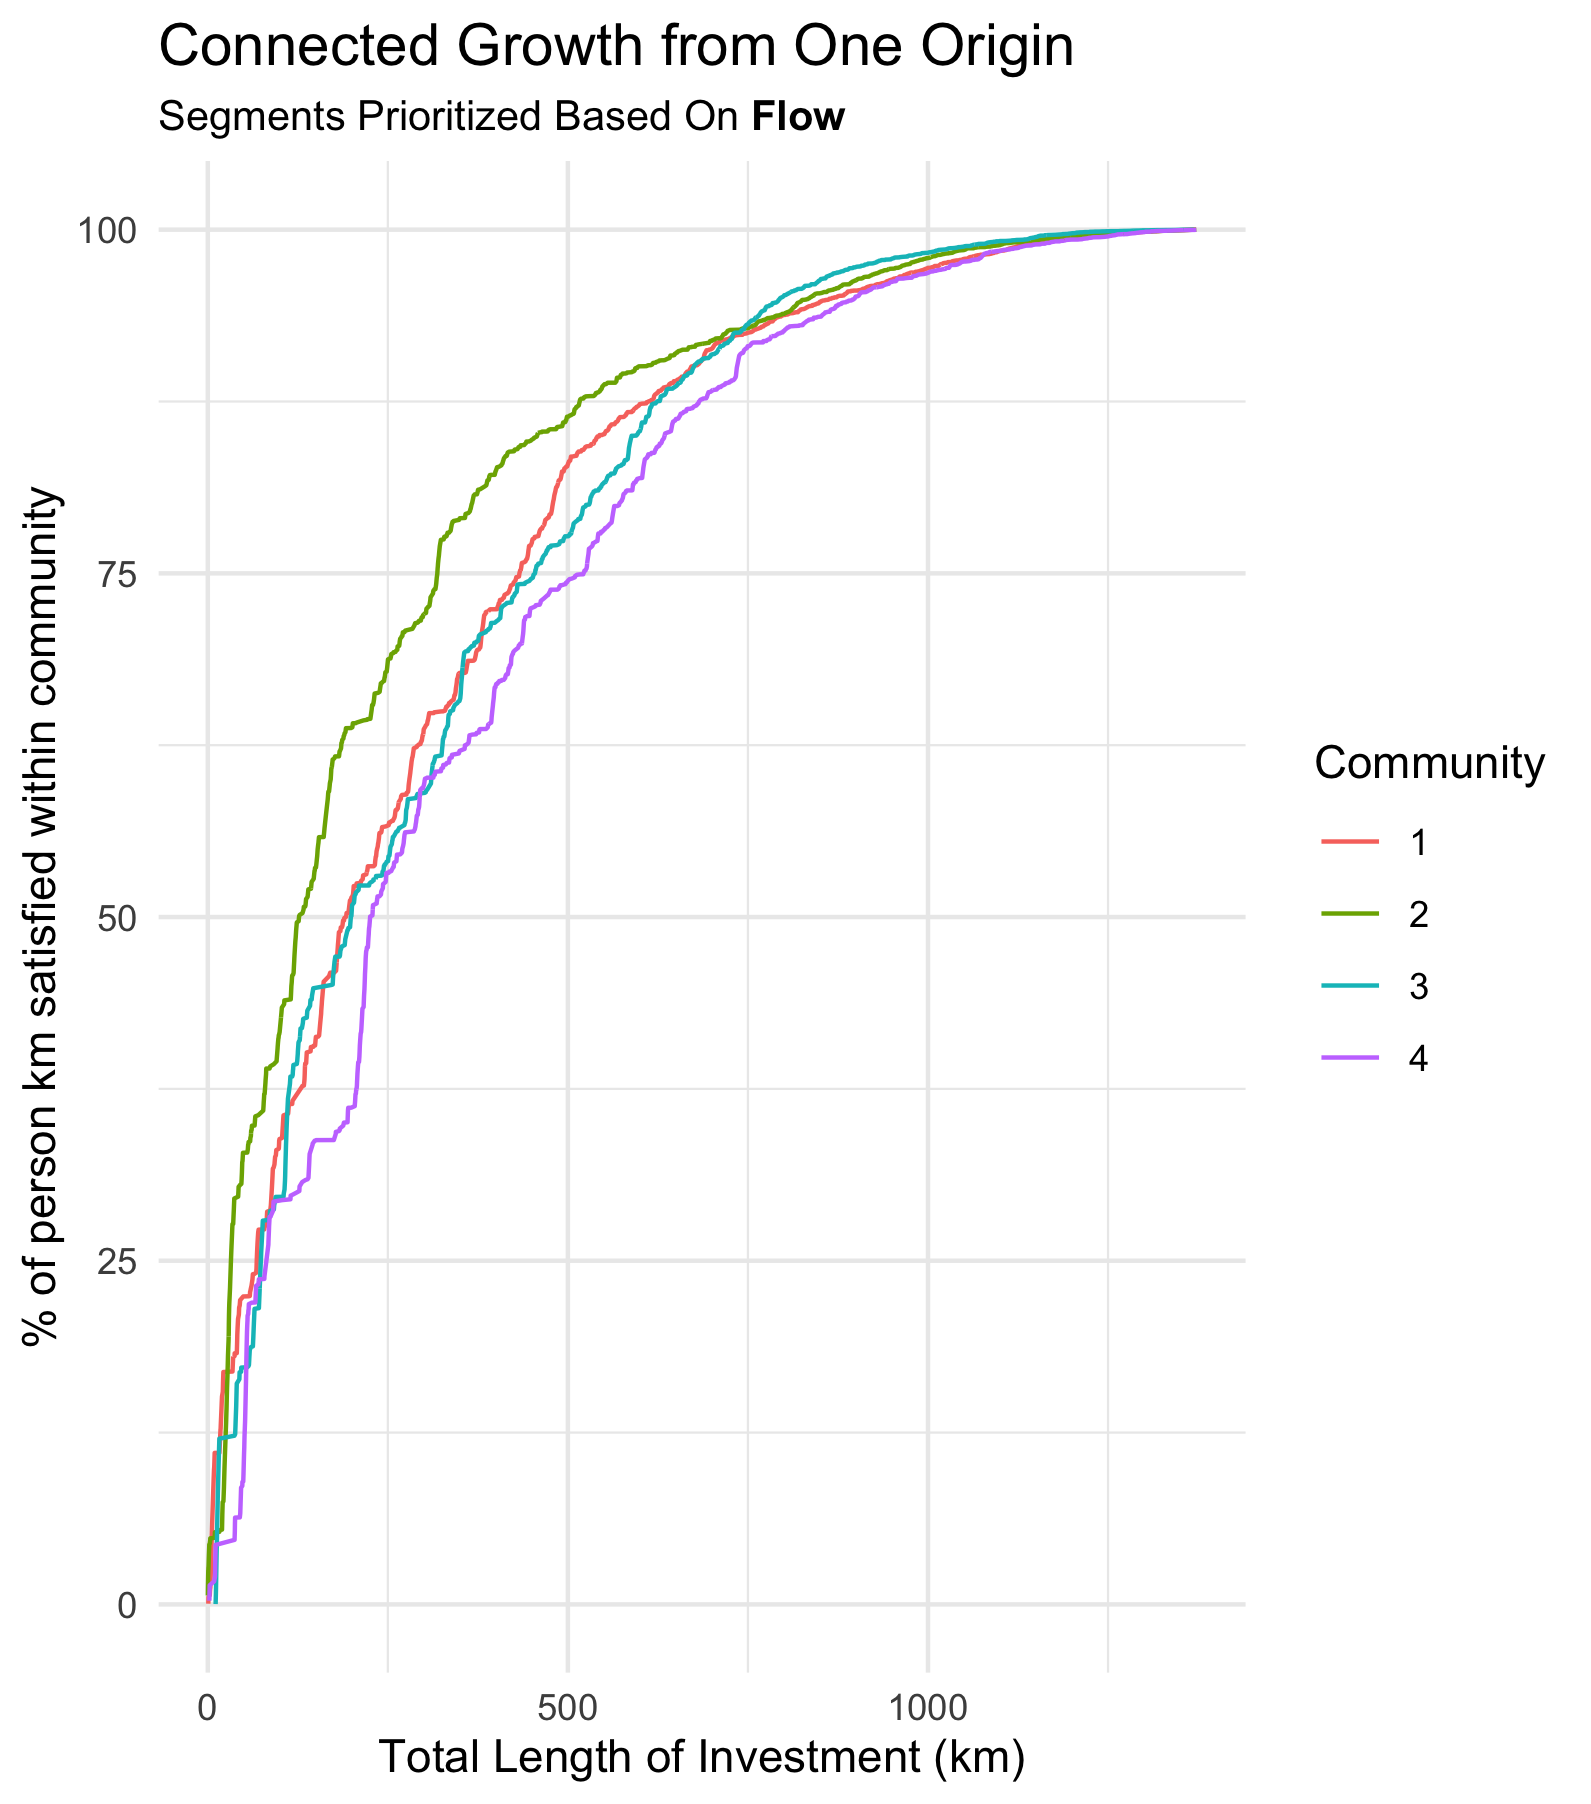 Connected Growth from One Origin
Segments Prioritized Based On Flow
% of person km satisfied within community
100
75
50
25
0
0 500 1000
Total Length of Investment (km)
Community
1
2
3
4